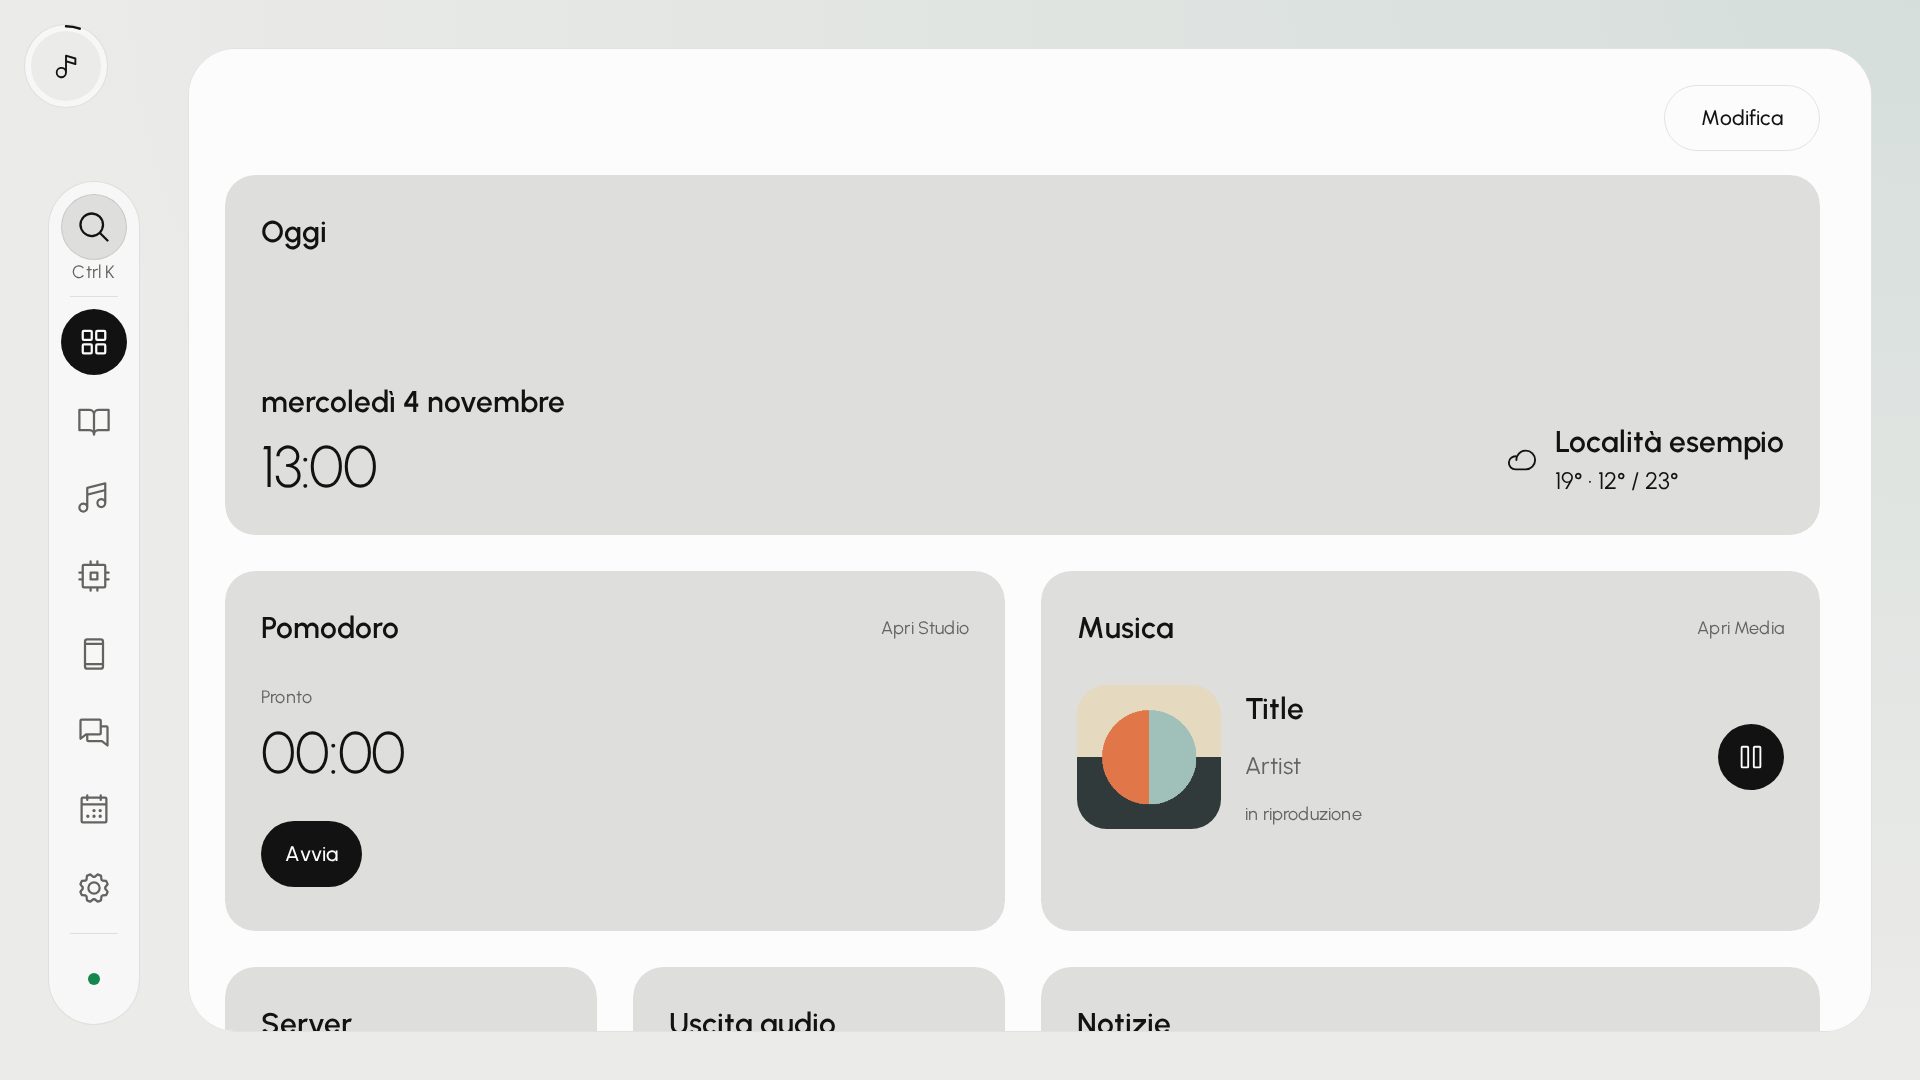 Modifica
Ctrl K
Oggi
mercoledì 4 novembre
13:00
Località esempio
19° · 12° / 23°
Pomodoro
Apri Studio
Pronto
00:00
Avvia
Musica
Apri Media
Title
Artist
in riproduzione
Server
Uscita audio
Notizie